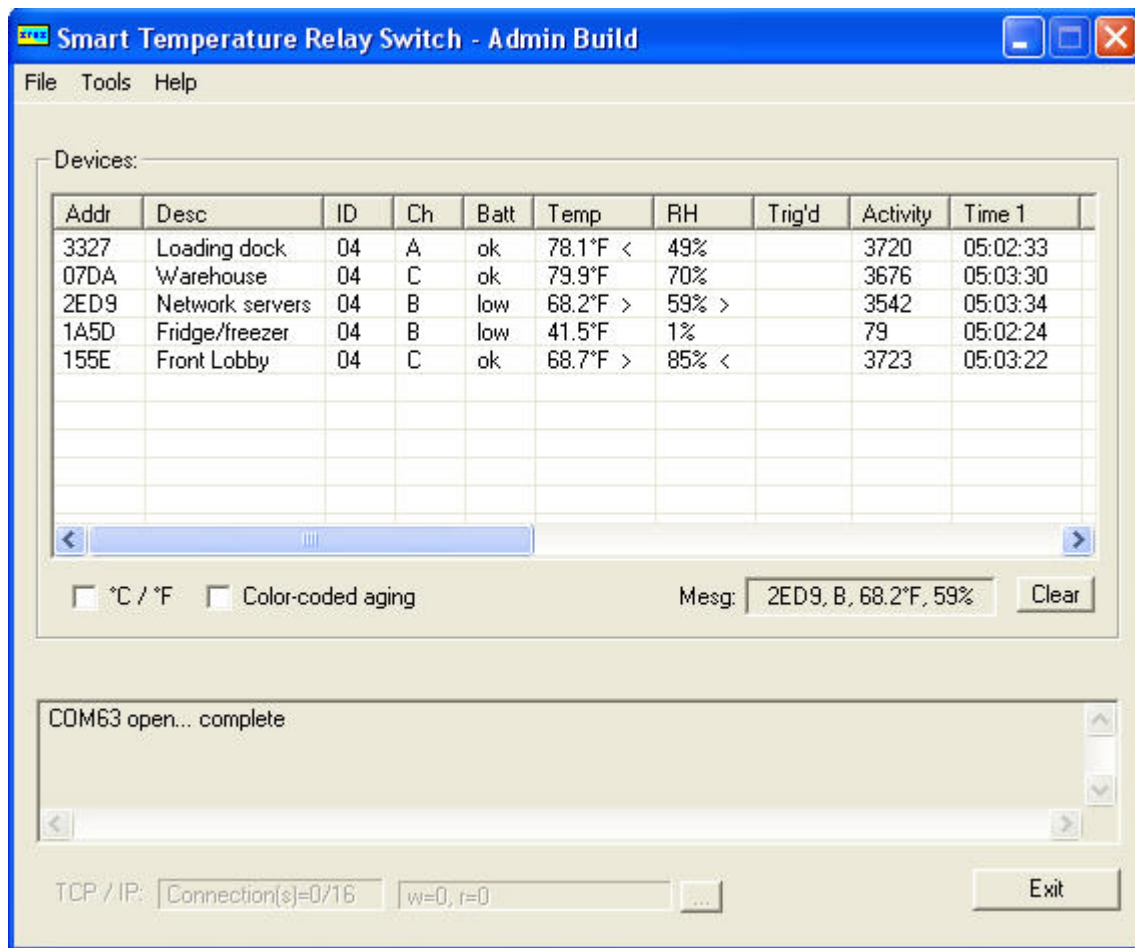 Smart Temperature Relay Switch - Admin Build
File Tools Help
Devices:
Addr Desc ID Ch Batt Temp RH Trig'd Activity Time 1
3327 Loading dock 04 A ok 78.1°F < 49% 3720 05:02:33
07DA Warehouse 04 C ok 79.9°F 70% 3676 05:03:30
2ED9 Network servers 04 B low 68.2°F > 59% > 3542 05:03:34
1A5D Fridge/freezer 04 B low 41.5°F 1% 79 05:02:24
155E Front Lobby 04 C ok 68.7°F > 85% < 3723 05:03:22
°C / °F Color-coded aging Mesg: 2ED9, B, 68.2°F, 59% Clear
COM63 open... complete
TCP / IP: Connection(s)=0/16 w=0, r=0 ... Exit